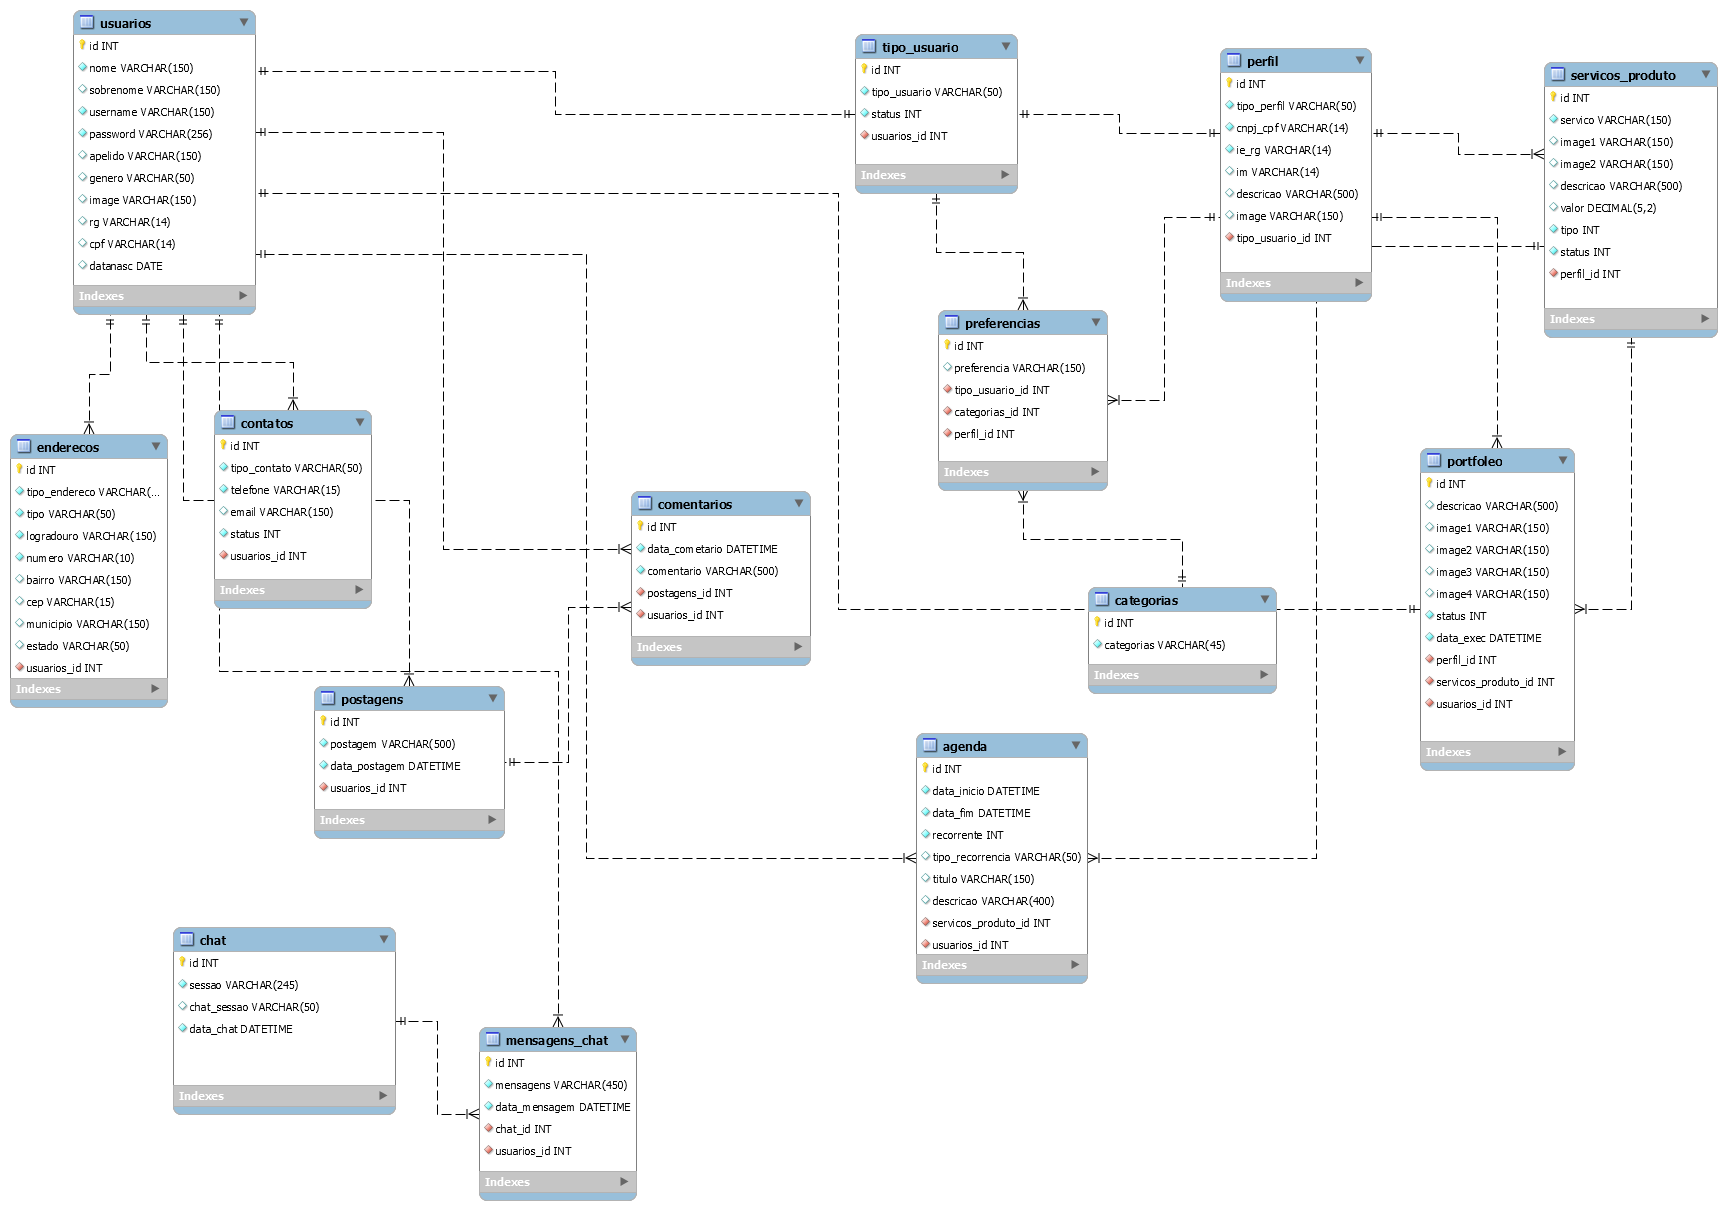 usuarios
id INT
nome VARCHAR(150)
sobrenome VARCHAR(150)
username VARCHAR(150)
password VARCHAR(256)
apelido VARCHAR(150)
genero VARCHAR(50)
image VARCHAR(150)
rg VARCHAR(14)
cpf VARCHAR(14)
datanasc DATE
Indexes
tipo_usuario
id INT
tipo_usuario VARCHAR(50)
status INT
usuarios_id INT
Indexes
perfil
id INT
tipo_perfil VARCHAR(50)
cnpj_cpf VARCHAR(14)
ie_rg VARCHAR(14)
im VARCHAR(14)
descricao VARCHAR(500)
image VARCHAR(150)
tipo_usuario_id INT
Indexes
servicos_produto
id INT
servico VARCHAR(150)
image1 VARCHAR(150)
image2 VARCHAR(150)
descricao VARCHAR(500)
valor DECIMAL(5,2)
tipo INT
status INT
perfil_id INT
Indexes
preferencias
id INT
preferencia VARCHAR(150)
tipo_usuario_id INT
categorias_id INT
perfil_id INT
Indexes
enderecos
id INT
tipo_endereco VARCHAR(...
tipo VARCHAR(50)
logradouro VARCHAR(150)
numero VARCHAR(10)
bairro VARCHAR(150)
cep VARCHAR(15)
municipio VARCHAR(150)
estado VARCHAR(50)
usuarios_id INT
Indexes
contatos
id INT
tipo_contato VARCHAR(50)
telefone VARCHAR(15)
email VARCHAR(150)
status INT
usuarios_id INT
Indexes
comentarios
id INT
data_cometario DATETIME
comentario VARCHAR(500)
postagens_id INT
usuarios_id INT
Indexes
categorias
id INT
categorias VARCHAR(45)
Indexes
portfoleo
id INT
descricao VARCHAR(500)
image1 VARCHAR(150)
image2 VARCHAR(150)
image3 VARCHAR(150)
image4 VARCHAR(150)
status INT
data_exec DATETIME
perfil_id INT
servicos_produto_id INT
usuarios_id INT
Indexes
postagens
id INT
postagem VARCHAR(500)
data_postagem DATETIME
usuarios_id INT
Indexes
agenda
id INT
data_inicio DATETIME
data_fim DATETIME
recorrente INT
tipo_recorrencia VARCHAR(50)
titulo VARCHAR(150)
descricao VARCHAR(400)
servicos_produto_id INT
usuarios_id INT
Indexes
chat
id INT
sessao VARCHAR(245)
chat_sessao VARCHAR(50)
data_chat DATETIME
Indexes
mensagens_chat
id INT
mensagens VARCHAR(450)
data_mensagem DATETIME
chat_id INT
usuarios_id INT
Indexes